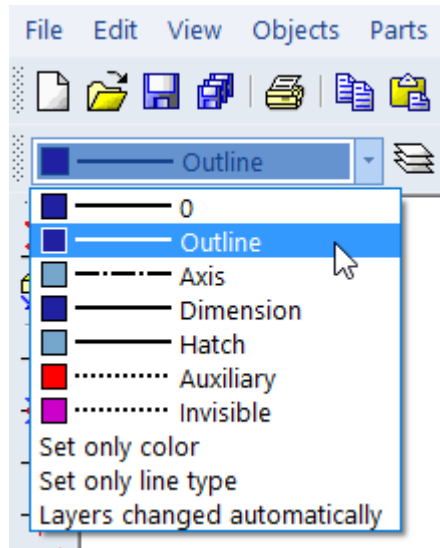 File Edit View Objects Parts
Outline
0
Outline
Axis
Dimension
Hatch
Auxiliary
Invisible
Set only color
Set only line type
Layers changed automatically